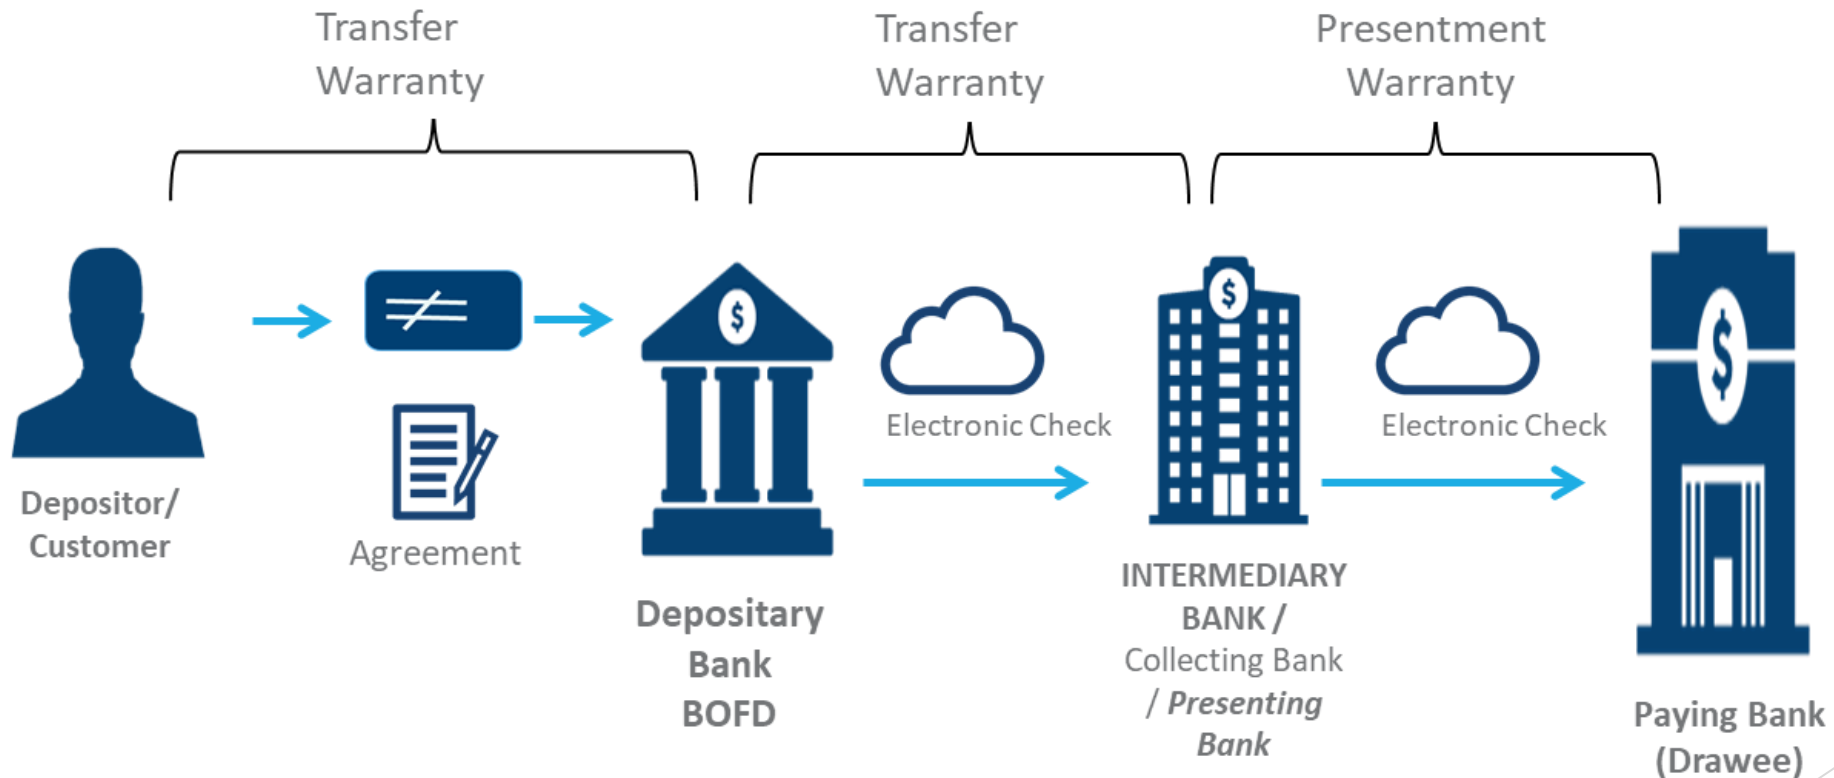 Transfer
Warranty
Transfer
Warranty
Presentment
Warranty
$
$
$
Electronic Check
Electronic Check
Depositor/
Customer
Agreement
Depositary
Bank
BOFD
INTERMEDIARY
BANK /
Collecting Bank
/ Presenting
Bank
Paying Bank
(Drawee)